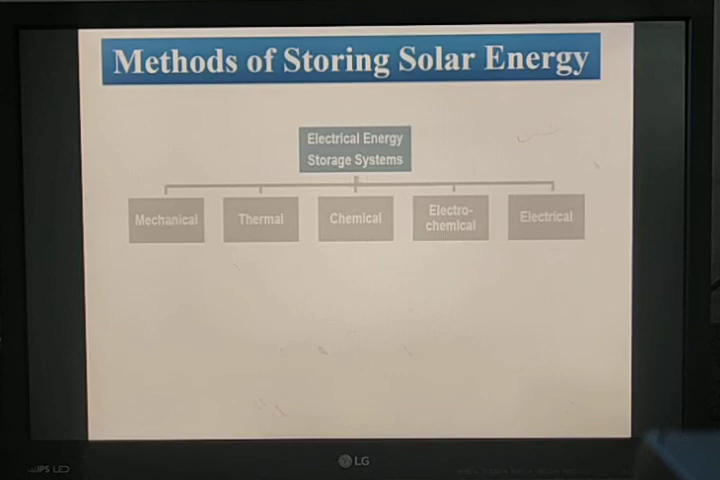 Methods of Storing Solar Energy
Electrical Energy
Storage Systems
Mechanical
Thermal
Chemical
Electro-
chemical
Electrical
IPS LED
LG